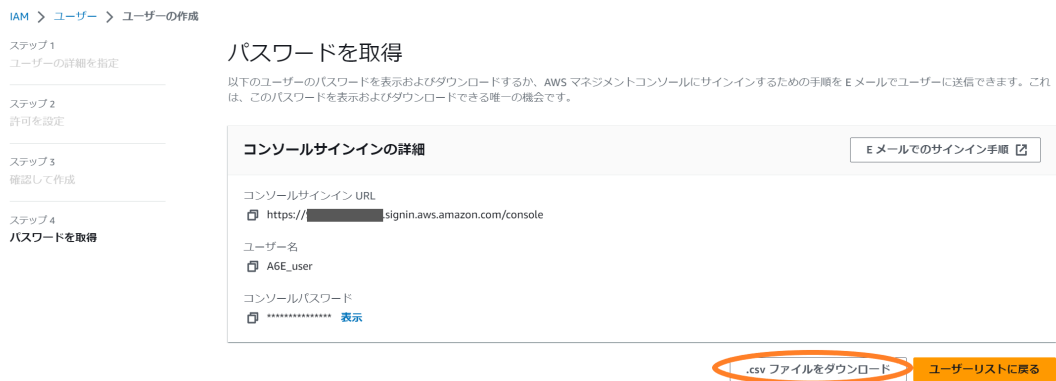 IAM > ユーザー > ユーザーの作成
ステップ 1
ユーザーの詳細を指定
ステップ 2
許可を設定
ステップ 3
確認して作成
ステップ 4
パスワードを取得
パスワードを取得
以下のユーザーのパスワードを表示およびダウンロードするか、AWS マネジメントコンソールにサインインするための手順を E メールでユーザーに送信できます。これ
は、このパスワードを表示およびダウンロードできる唯一の機会です。
コンソールサインインの詳細
E メールでのサインイン手順
コンソールサインイン URL
https:// .signin.aws.amazon.com/console
ユーザー名
A6E_user
コンソールパスワード
*************** 表示
.csv ファイルをダウンロード
ユーザーリストに戻る